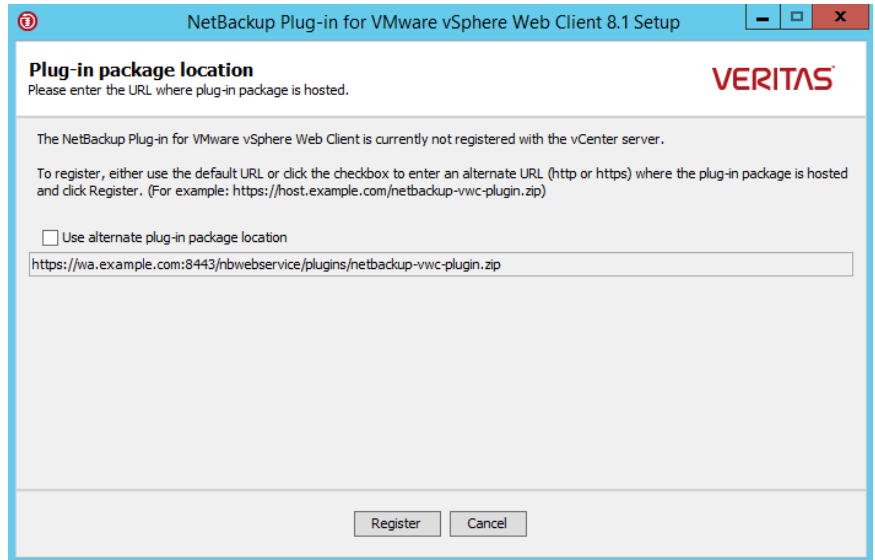 NetBackup Plug-in for VMware vSphere Web Client 8.1 Setup
Plug-in package location
Please enter the URL where plug-in package is hosted.
VERITAS
The NetBackup Plug-in for VMware vSphere Web Client is currently not registered with the vCenter server.
To register, either use the default URL or click the checkbox to enter an alternate URL (http or https) where the plug-in package is hosted
and click Register. (For example: https://host.example.com/netbackup-vwc-plugin.zip)
Use alternate plug-in package location
https://wa.example.com:8443/nbwebservice/plugins/netbackup-vwc-plugin.zip
Register Cancel